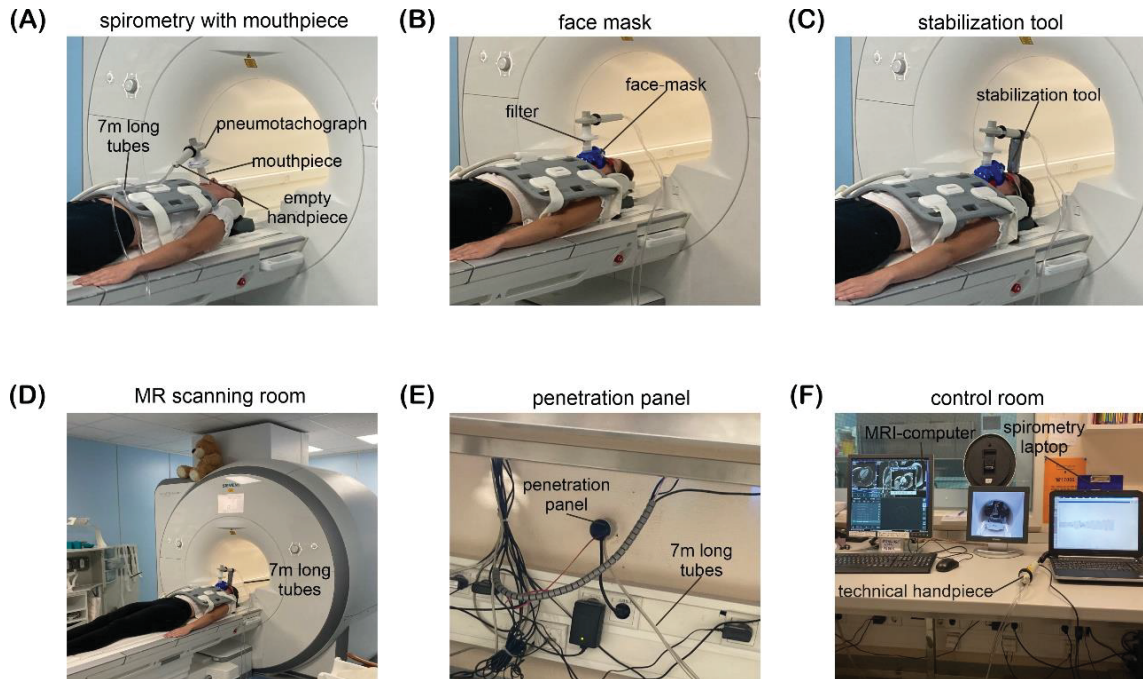 (A) spirometry with mouthpiece
7m long
tubes
pneumotachograph
mouthpiece
empty
handpiece
(B) face mask
filter
face-mask
(C) stabilization tool
stabilization tool
(D) MR scanning room
7m long
tubes
(E) penetration panel
penetration
panel
7m long
tubes
(F) control room
MRI-computer
spirometry
laptop
technical handpiece